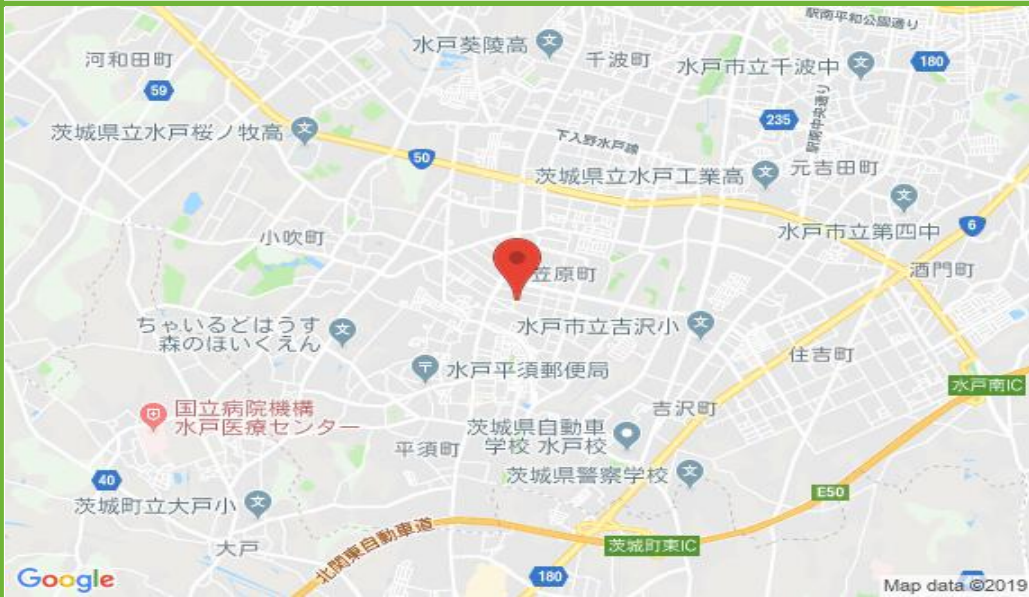 駅南平和公園通り
水戸葵陵高
河和田町
千波町
水戸市立千波中
180
59
235
駅南中央通り
茨城県立水戸桜ノ牧高
下入野水戸線
50
茨城県立水戸工業高
元吉田町
水戸市立第四中
6
小吹町
笠原町
酒門町
ちゃいるどはうす
森のほいくえん
水戸市立吉沢小
住吉町
水戸平須郵便局
水戸南IC
国立病院機構
水戸医療センター
吉沢町
茨城県自動車
学校 水戸校
平須町
茨城県警察学校
40
茨城町立大戸小
E50
大戸
北関東自動車道
茨城町東IC
180
Google
Map data ©2019